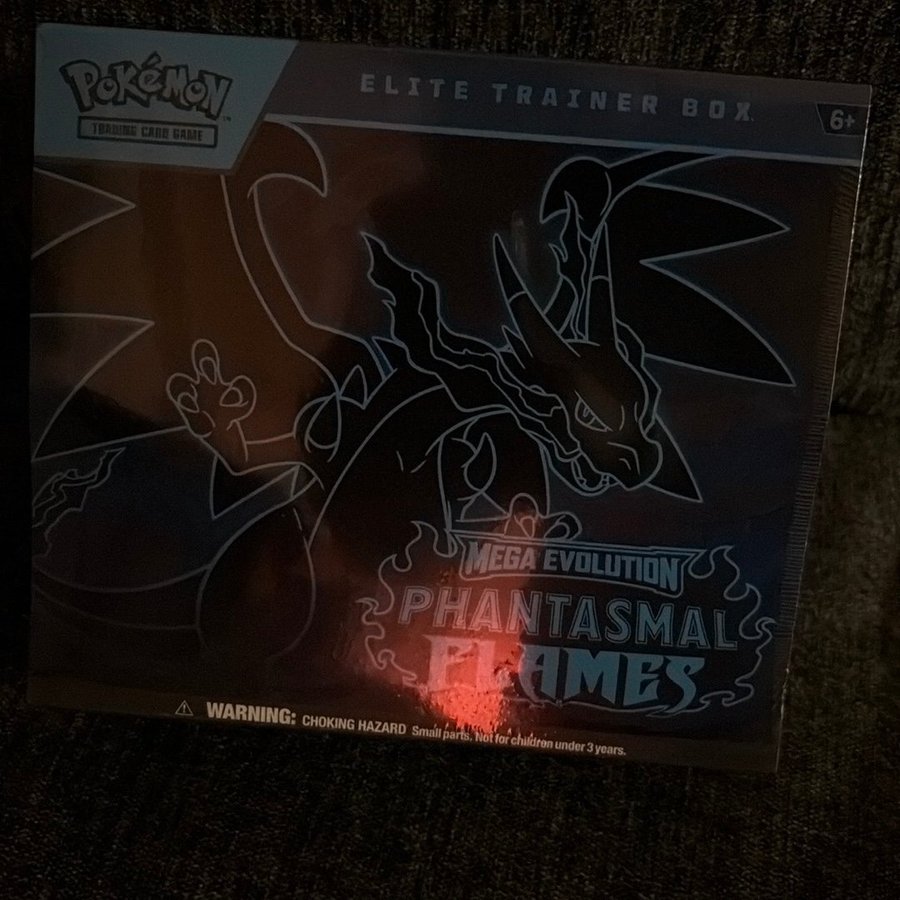 POKéMON
TRADING CARD GAME
ELITE TRAINER BOX
6+
MEGA EVOLUTION
PHANTASMAL
FLAMES
WARNING: CHOKING HAZARD Small parts. Not for children under 3 years.